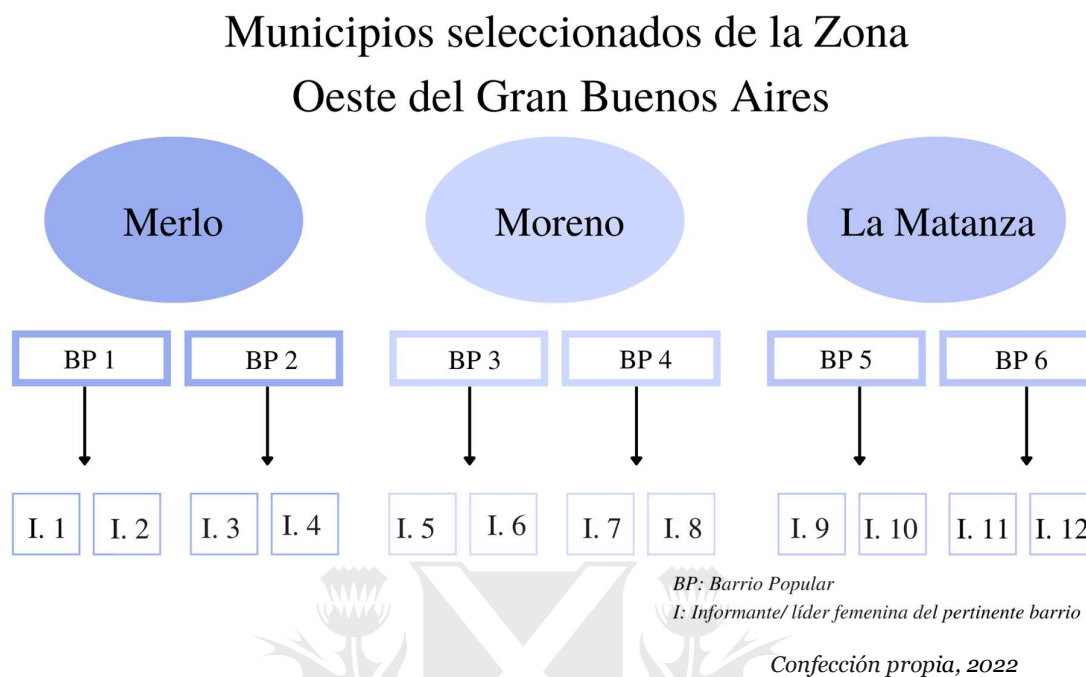 Municipios seleccionados de la Zona
Oeste del Gran Buenos Aires
Merlo
Moreno
La Matanza
BP 1
BP 2
BP 3
BP 4
BP 5
BP 6
I. 1
I. 2
I. 3
I. 4
I. 5
I. 6
I. 7
I. 8
I. 9
I. 10
I. 11
I. 12
BP: Barrio Popular
I: Informante/ líder femenina del pertinente barrio
Confección propia, 2022